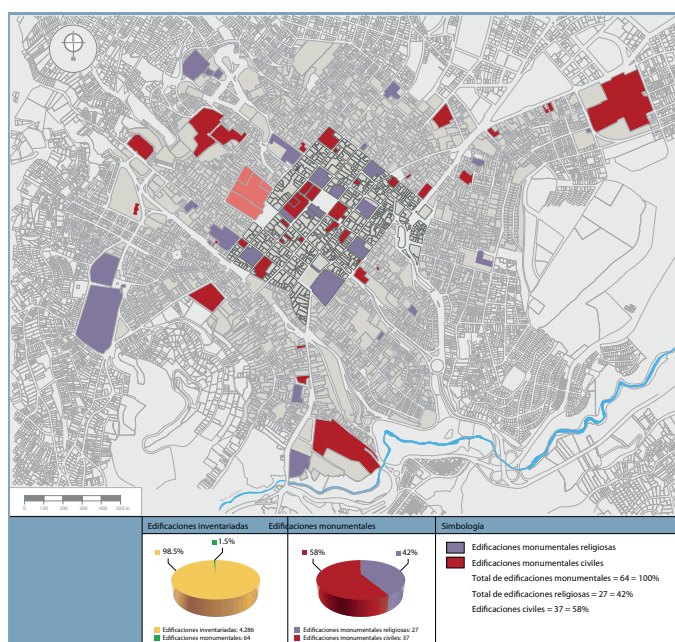 N
0 100 200 300 400 500 m
Edificaciones inventariadas
Edificaciones monumentales
Simbología
1.5%
98.5%
58%
42%
Edificaciones inventariadas: 4.286
Edificaciones monumentales: 64
Edificaciones monumentales religiosas: 27
Edificaciones monumentales civiles: 37
Edificaciones monumentales religiosas
Edificaciones monumentales civiles
Total de edificaciones monumentales = 64 = 100%
Total de edificaciones religiosas = 27 = 42%
Edificaciones civiles = 37 = 58%